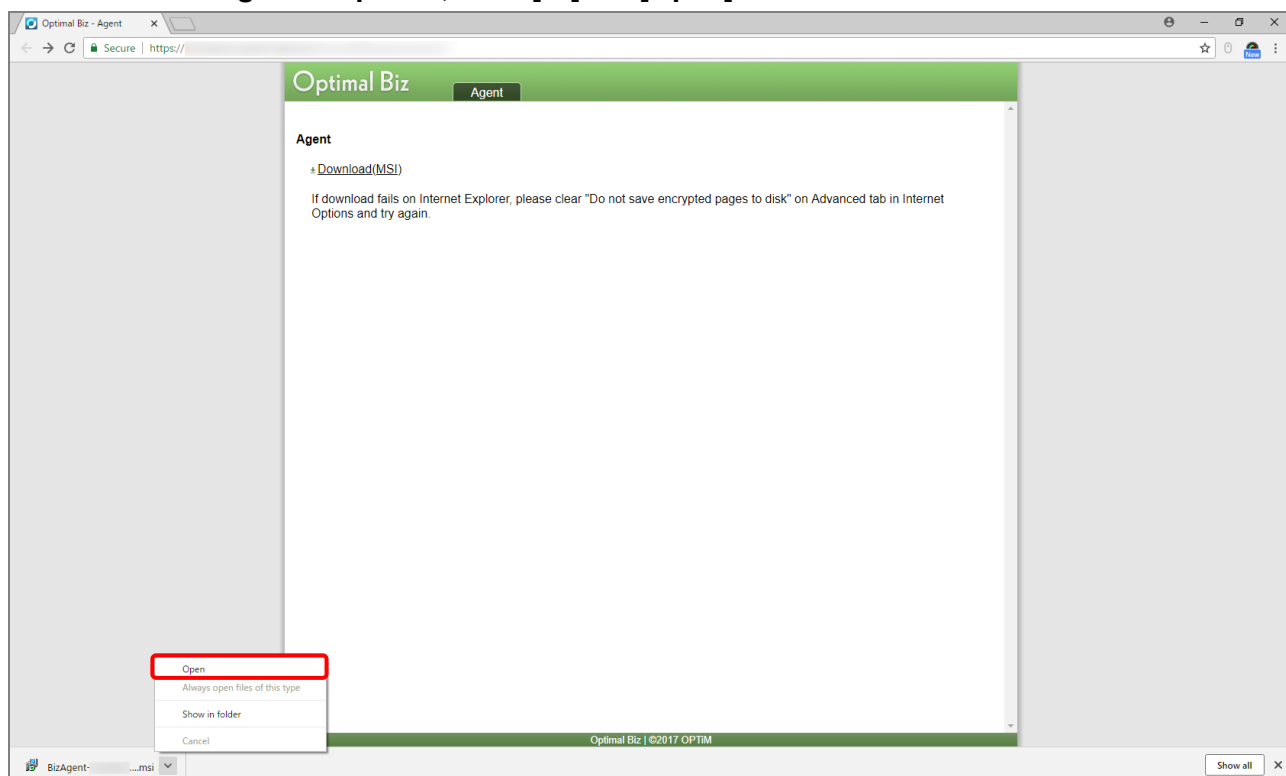 Optimal Biz - Agent
Secure | https://
New
Optimal Biz
Agent
Agent
Download(MSI)
If download fails on Internet Explorer, please clear "Do not save encrypted pages to disk" on Advanced tab in Internet
Options and try again.
Open
Always open files of this type
Show in folder
Cancel
Optimal Biz | ©2017 OPTiM
BizAgent- ....msi
Show all